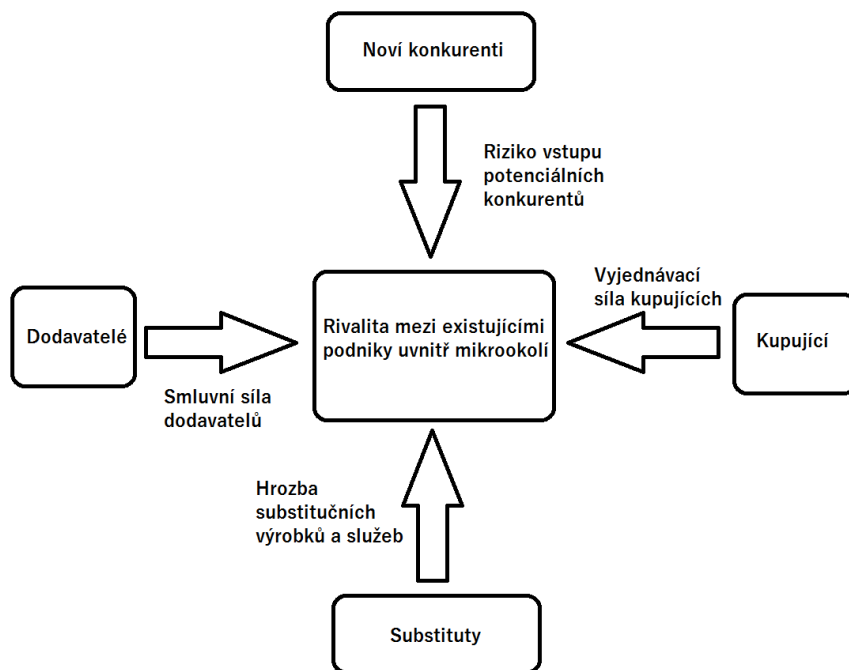 Noví konkurenti
Riziko vstupu
potenciálních
konkurentů
Vyjednávací
síla kupujících
Dodavatelé
Rivalita mezi existujícími
podniky uvnitř mikrookolí
Kupující
Smluvní síla
dodavatelů
Hrozba
substitučních
výrobků a služeb
Substituty